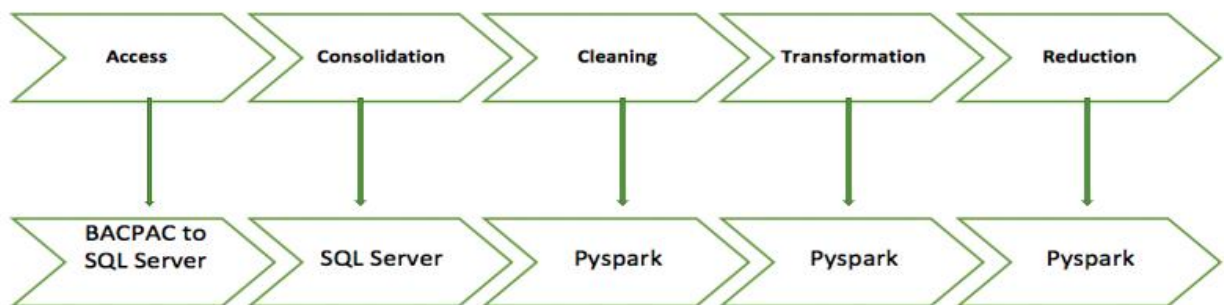 Access
Consolidation
Cleaning
Transformation
Reduction
BACPAC to
SQL Server
SQL Server
Pyspark
Pyspark
Pyspark